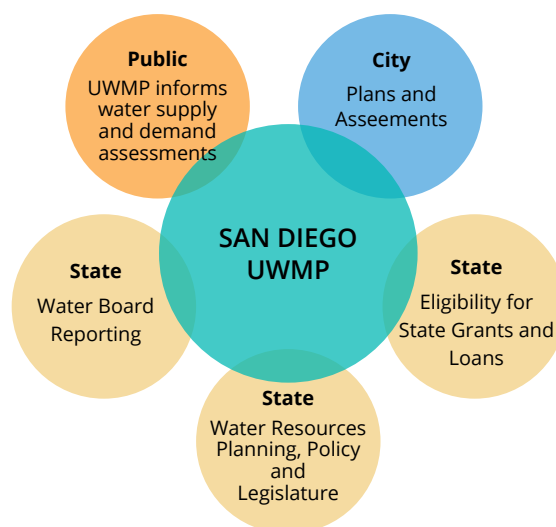 Public
UWMP informs
water supply
and demand
assessments
City
Plans and
Asseements
SAN DIEGO
UWMP
State
Water Board
Reporting
State
Eligibility for
State Grants and
Loans
State
Water Resources
Planning, Policy
and
Legislature